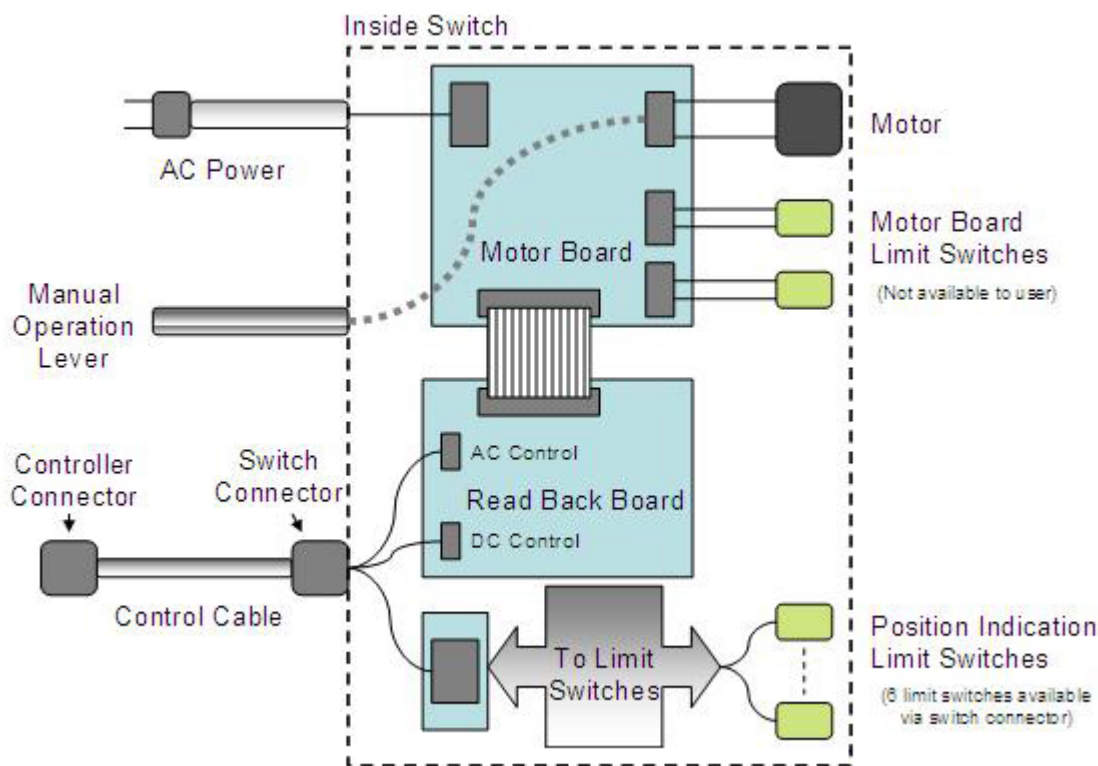 Inside Switch
AC Power
Motor
Motor Board
Motor Board
Limit Switches
(Not available to user)
Manual
Operation
Lever
AC Control
Read Back Board
DC Control
Controller
Connector
Switch
Connector
Control Cable
To Limit
Switches
Position Indication
Limit Switches
(6 limit switches available
via switch connector)